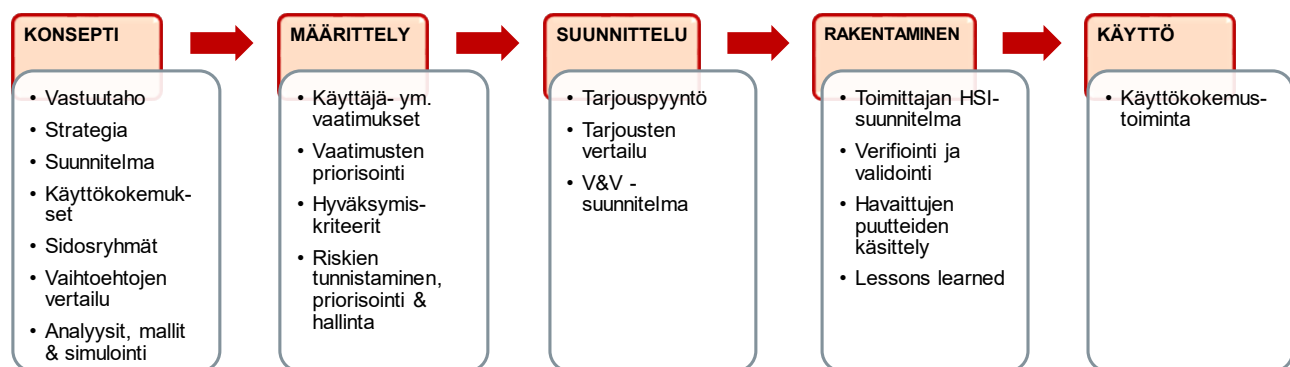 KONSEPTI
• Vastuutaho
• Strategia
• Suunnitelma
• Käyttökokemuk-
set
• Sidosryhmät
• Vaihtoehtojen
vertailu
• Analyysit, mallit
& simulointi
MÄÄRITTELY
• Käyttäjä- ym.
vaatimukset
• Vaatimusten
priorisointi
• Hyväksymis-
kriteerit
• Riskien
tunnistaminen,
priorisointi &
hallinta
SUUNNITTELU
• Tarjouspyyntö
• Tarjousten
vertailu
• V&V -
suunnitelma
RAKENTAMINEN
• Toimittajan HSI-
suunnitelma
• Verifiointi ja
validointi
• Havaittujen
puutteiden
käsittely
• Lessons learned
KÄYTTÖ
• Käyttökokemus-
toiminta